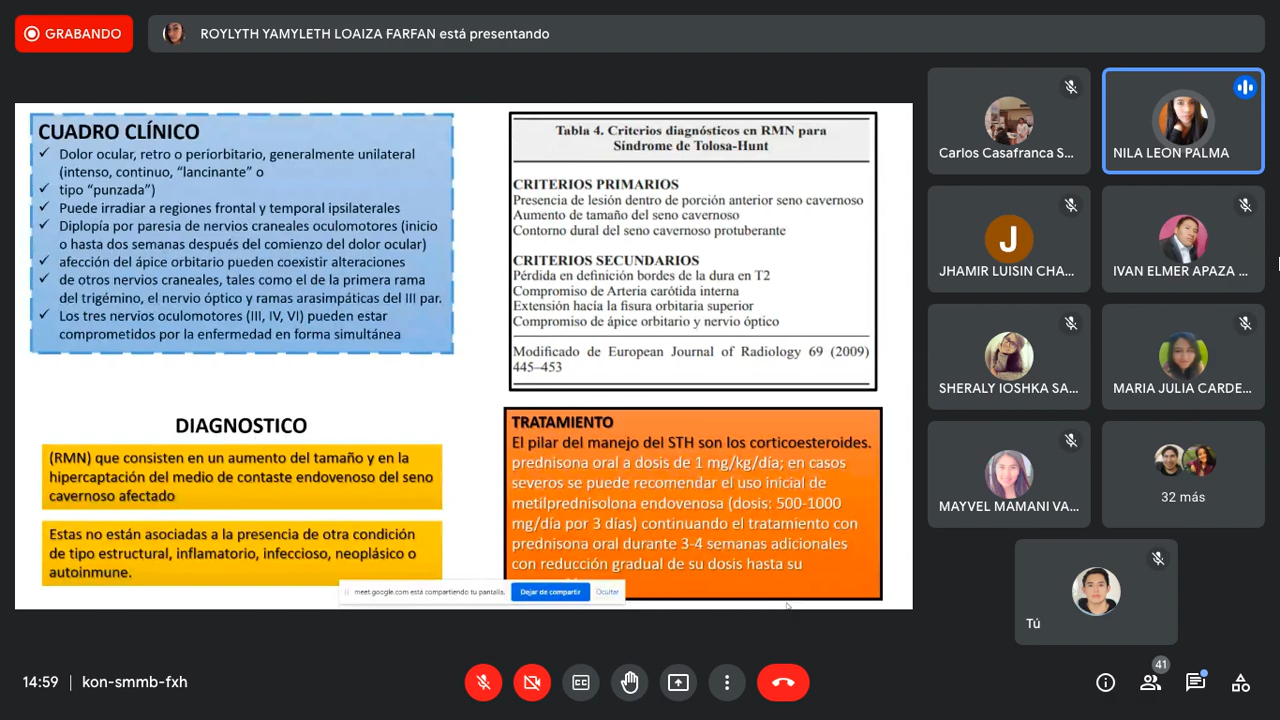 GRABANDO
ROYLYTH YAMYLETH LOAIZA FARFAN está presentando
CUADRO CLÍNICO
✓ Dolor ocular, retro o periorbitario, generalmente unilateral
(intenso, continuo, “lancinante” o
✓ tipo “punzada”)
✓ Puede irradiar a regiones frontal y temporal ipsilaterales
✓ Diplopía por paresia de nervios craneales oculomotores (inicio
o hasta dos semanas después del comienzo del dolor ocular)
✓ afección del ápice orbitario pueden coexistir alteraciones
✓ de otros nervios craneales, tales como el de la primera rama
del trigémino, el nervio óptico y ramas arasimpáticas del III par.
✓ Los tres nervios oculomotores (III, IV, VI) pueden estar
comprometidos por la enfermedad en forma simultánea
Tabla 4. Criterios diagnósticos en RMN para
Síndrome de Tolosa-Hunt
CRITERIOS PRIMARIOS
Presencia de lesión dentro de porción anterior seno cavernoso
Aumento de tamaño del seno cavernoso
Contorno dural del seno cavernoso protuberante
CRITERIOS SECUNDARIOS
Pérdida en definición bordes de la dura en T2
Compromiso de Arteria carótida interna
Extensión hacía la fisura orbitaria superior
Compromiso de ápice orbitario y nervio óptico
Modificado de European Journal of Radiology 69 (2009)
445–453
DIAGNOSTICO
(RMN) que consisten en un aumento del tamaño y en la
hipercaptación del medio de contaste endovenoso del seno
cavernoso afectado
Estas no están asociadas a la presencia de otra condición
de tipo estructural, inflamatorio, infeccioso, neoplásico o
autoinmune.
TRATAMIENTO
El pilar del manejo del STH son los corticoesteroides.
prednisona oral a dosis de 1 mg/kg/día; en casos
severos se puede recomendar el uso inicial de
metilprednisolona endovenosa (dosis: 500-1000
mg/día por 3 días) continuando el tratamiento con
prednisona oral durante 3-4 semanas adicionales
con reducción gradual de su dosis hasta su
meet.google.com está compartiendo tu pantalla.
Dejar de compartir
Ocultar
Carlos Casafranca S...
NILA LEON PALMA
J
JHAMIR LUISIN CHA...
IVAN ELMER APAZA ...
SHERALY IOSHKA SA...
MARIA JULIA CARDE...
MAYVEL MAMANI VA...
32 más
Tú
14:59 | kon-smmb-fxh
CC
41